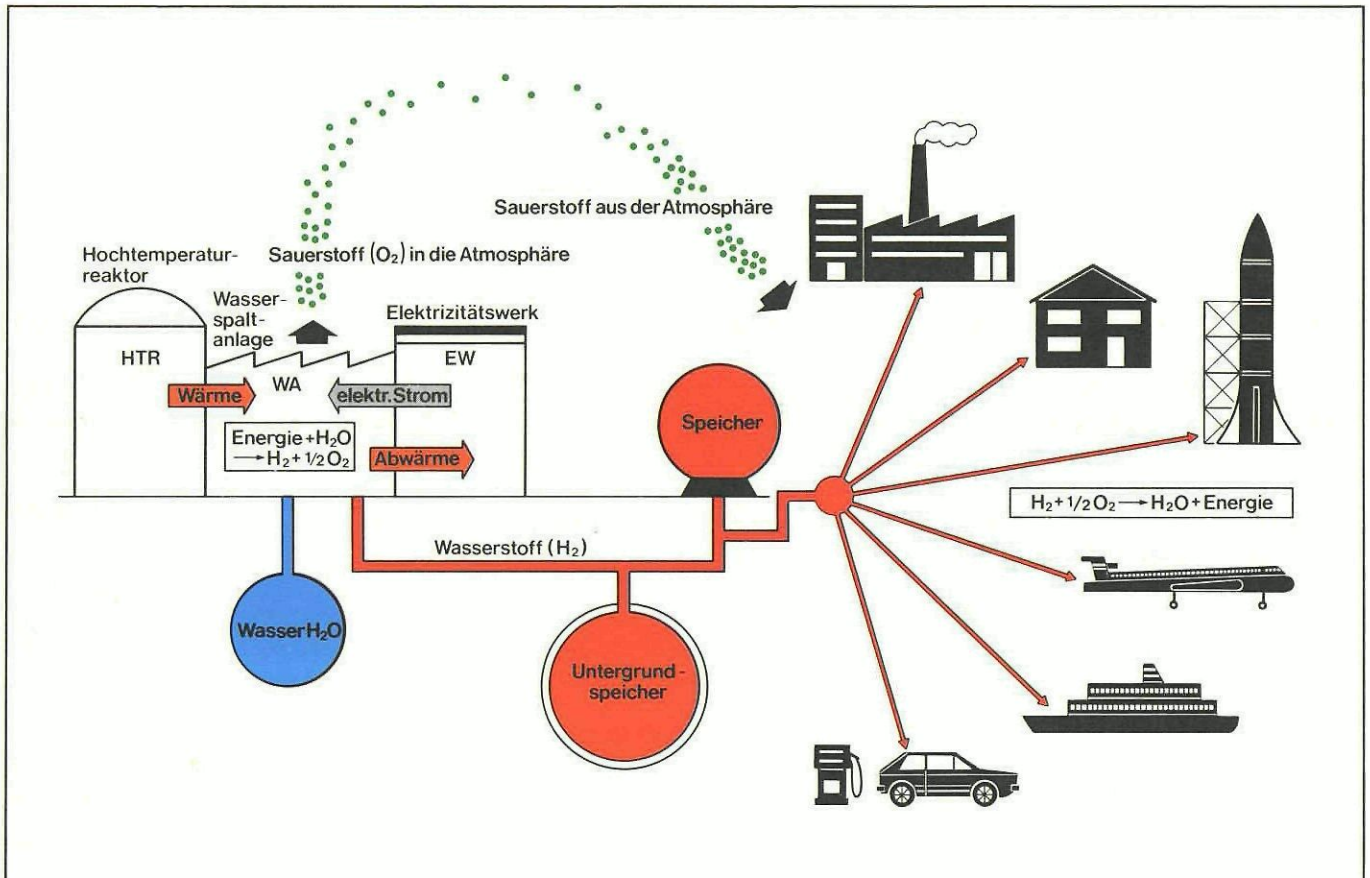 Sauerstoff aus der Atmosphäre
Hochtemperatur-
reaktor
Sauerstoff (O₂) in die Atmosphäre
Wasser-
spalt-
anlage
Elektrizitätswerk
HTR
WA
EW
Wärme
elektr. Strom
Energie + H₂O
→ H₂ + 1/2 O₂
Abwärme
Speicher
H₂ + 1/2 O₂ → H₂O + Energie
Wasserstoff (H₂)
Wasser H₂O
Untergrund-
speicher